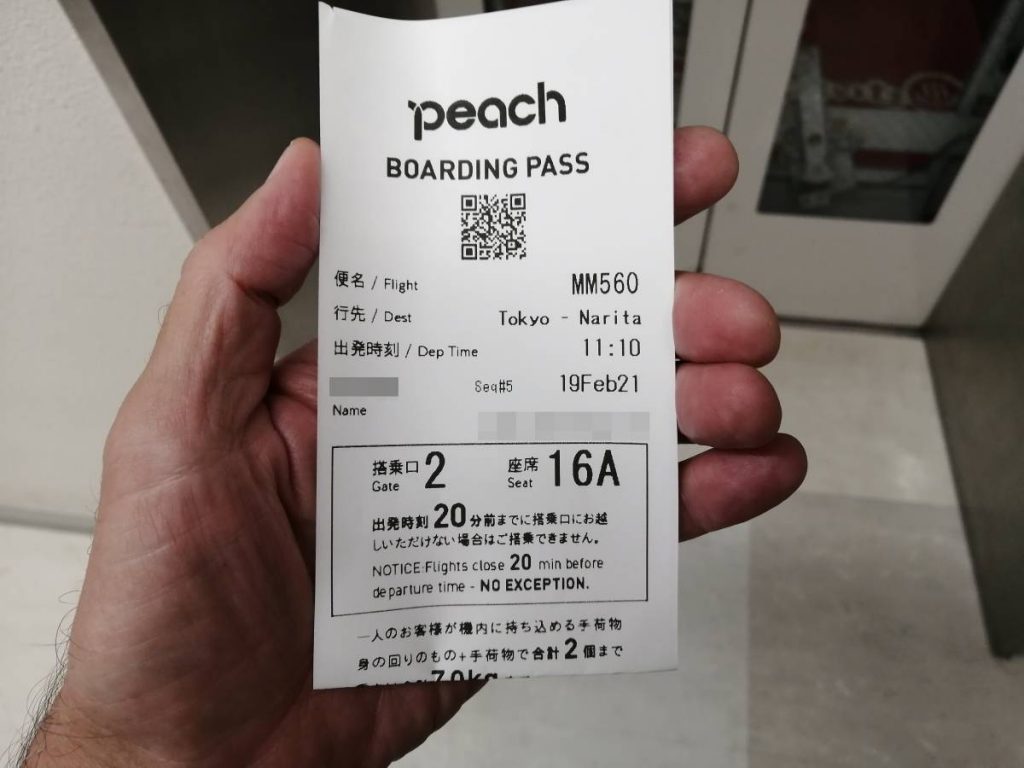 peach
BOARDING PASS
便名 / Flight MM560
行先 / Dest Tokyo - Narita
出発時刻 / Dep Time 11:10
Seq#5 19Feb21
Name
搭乗口 Gate 2 座席 Seat 16A
出発時刻 20 分前までに搭乗口にお越
しいただけない場合はご搭乗できません。
NOTICE:Flights close 20 min before
departure time - NO EXCEPTION.
一人のお客様が機内に持ち込める手荷物
身の回りのもの+手荷物で合計 2 個まで
7.0kg